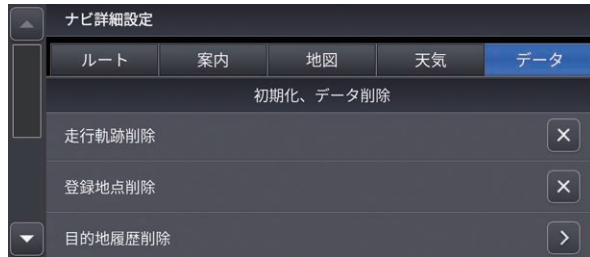 ナビ詳細設定
ルート 案内 地図 天気 データ
初期化、データ削除
走行軌跡削除
登録地点削除
目的地履歴削除